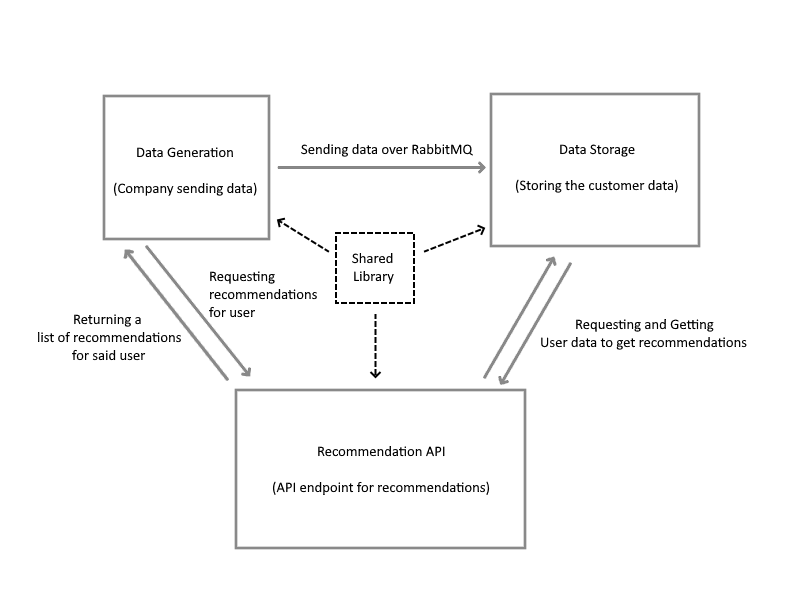 Data Generation
(Company sending data)
Sending data over RabbitMQ
Data Storage
(Storing the customer data)
Shared
Library
Requesting
recommendations
for user
Returning a
list of recommendations
for said user
Requesting and Getting
User data to get recommendations
Recommendation API
(API endpoint for recommendations)